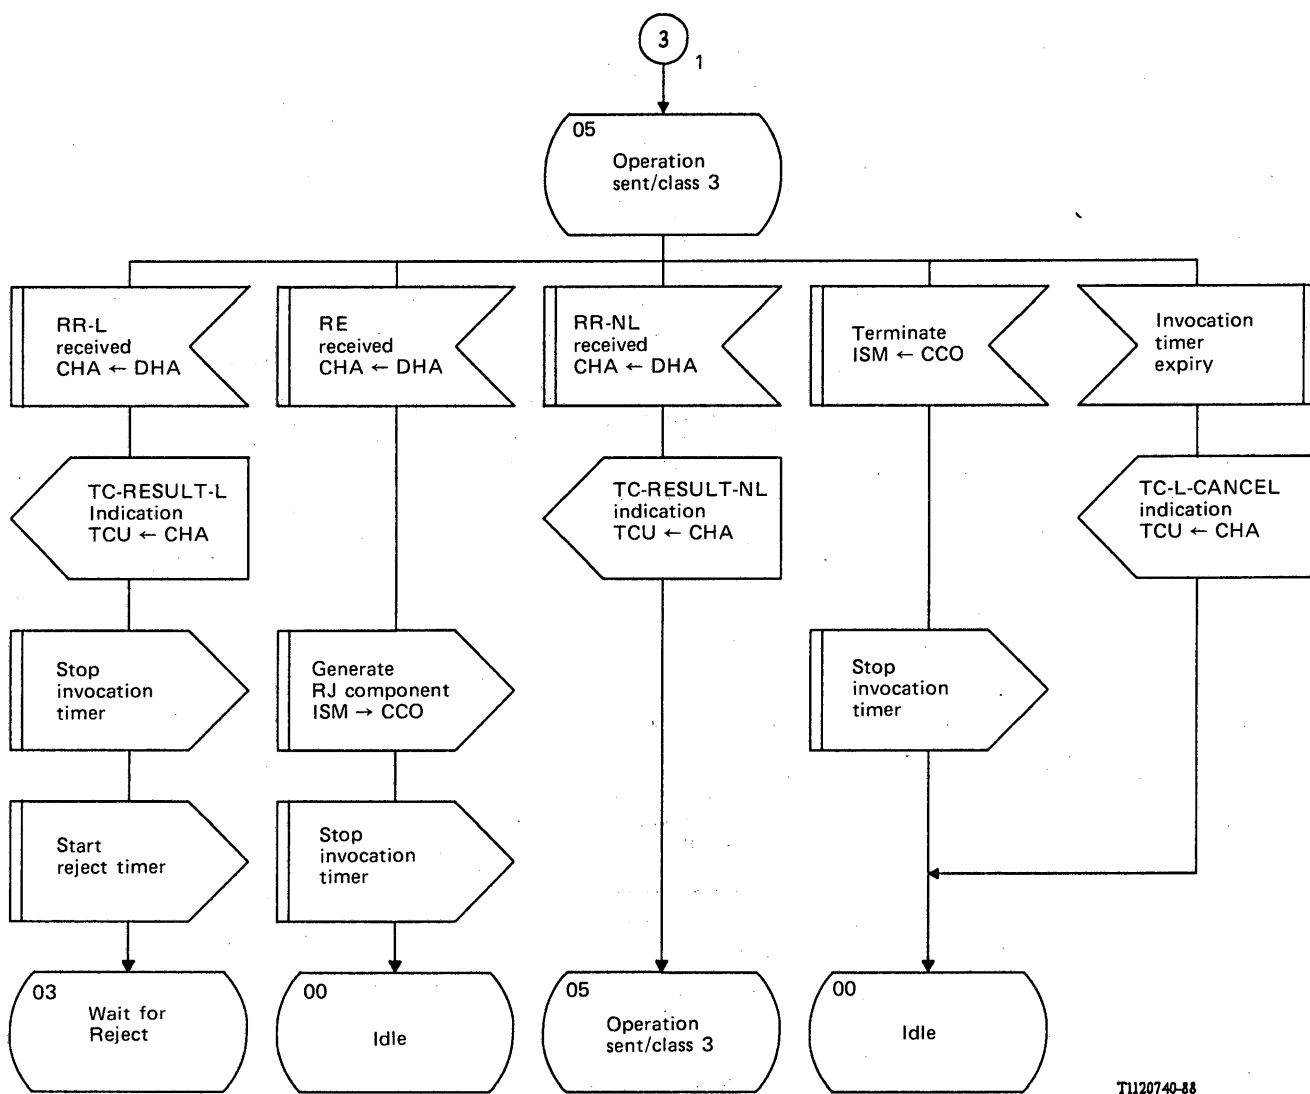 3
1
05
Operation
sent/class 3
RR-L
received
CHA ← DHA
RE
received
CHA ← DHA
RR-NL
received
CHA ← DHA
Terminate
ISM ← CCO
Invocation
timer
expiry
TC-RESULT-L
Indication
TCU ← CHA
TC-RESULT-NL
indication
TCU ← CHA
TC-L-CANCEL
indication
TCU ← CHA
Stop
invocation
timer
Generate
RJ component
ISM → CCO
Stop
invocation
timer
Start
reject timer
Stop
invocation
timer
03
Wait for
Reject
00
Idle
05
Operation
sent/class 3
00
Idle
T1120740-88